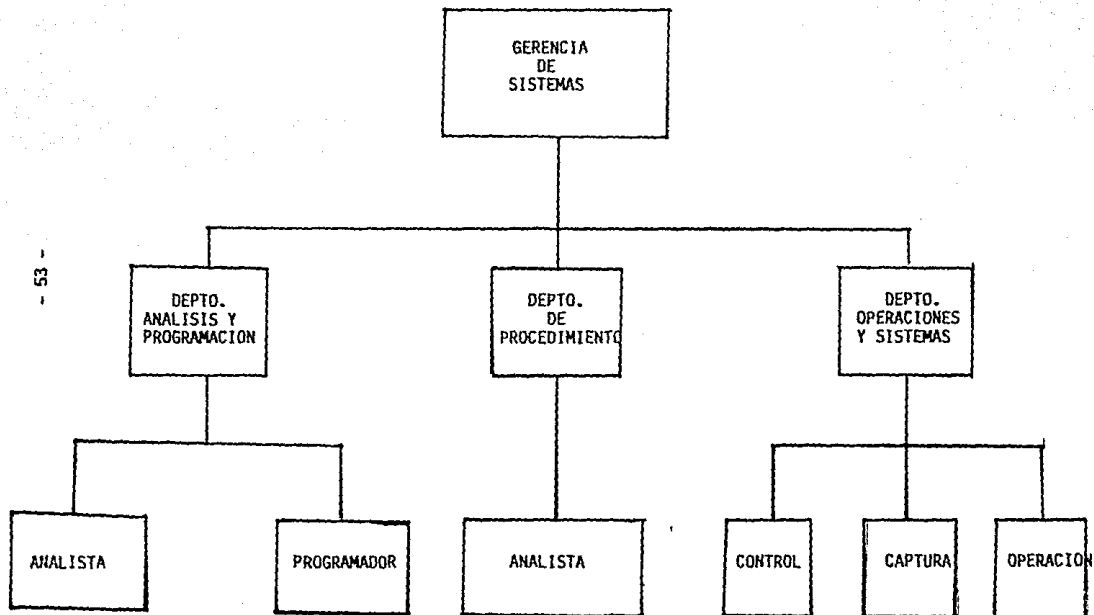 GERENCIA
DE
SISTEMAS
- 53 -
DEPTO.
ANALISIS Y
PROGRAMACION
DEPTO.
DE
PROCEDIMIENTO
DEPTO.
OPERACIONES
Y SISTEMAS
ANALISTA
PROGRAMADOR
ANALISTA
CONTROL
CAPTURA
OPERACION